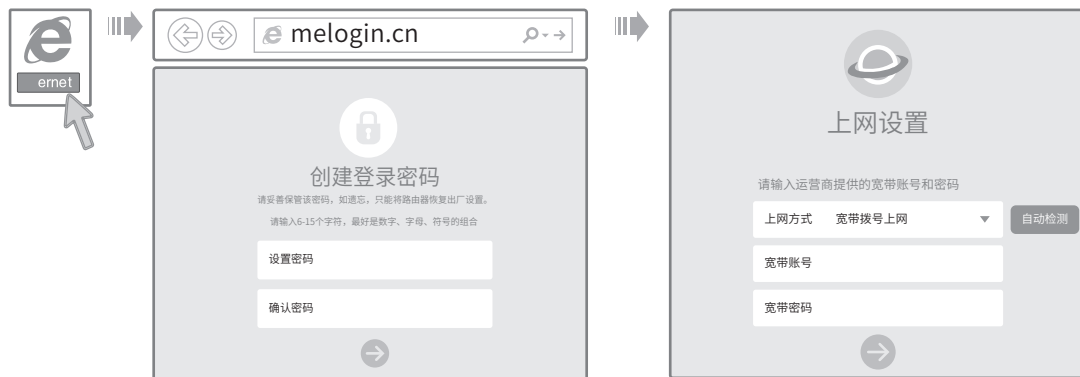 ernet
melogin.cn
创建登录密码
请妥善保管该密码，如遗忘，只能将路由器恢复出厂设置。
请输入6-15个字符，最好是数字、字母、符号的组合
设置密码
确认密码
上网设置
请输入运营商提供的宽带账号和密码
上网方式 宽带拨号上网
自动检测
宽带账号
宽带密码